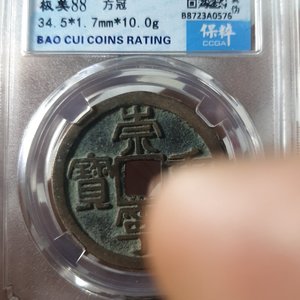 极美88 方冠
34.5*1.7mm*10.0g
B8723A0576
BAO CUI COINS RATING
保粹
CCGA
崇
寶